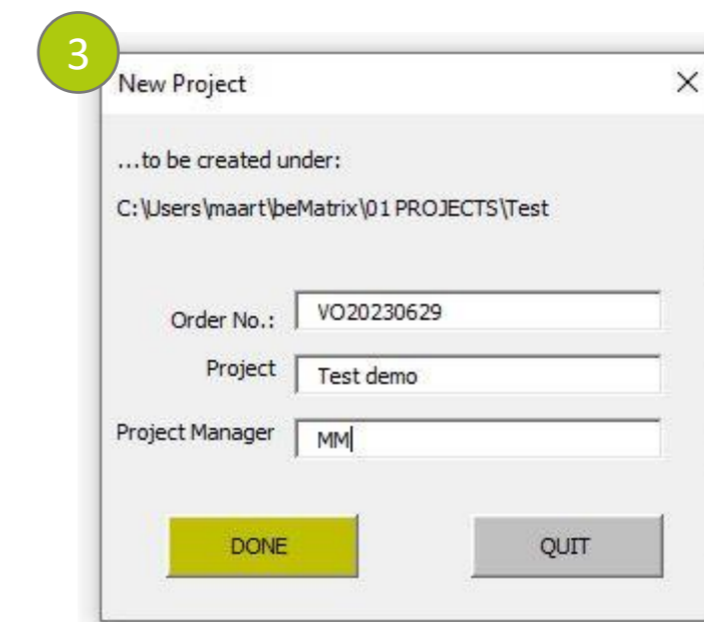 3
New Project
...to be created under:
C:\Users\maart\beMatrix\01 PROJECTS\Test
Order No.: VO20230629
Project Test demo
Project Manager MM
DONE QUIT